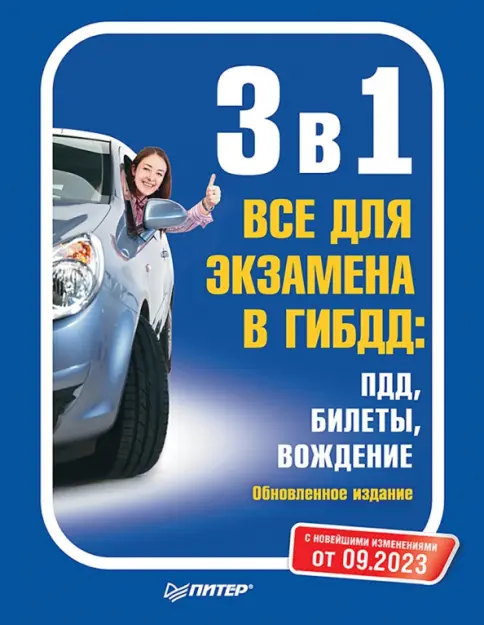 3 в 1
ВСЕ ДЛЯ
ЭКЗАМЕНА
В ГИБДД:
ПДД,
БИЛЕТЫ,
ВОЖДЕНИЕ
Обновленное издание
С НОВЕЙШИМИ ИЗМЕНЕНИЯМИ
ОТ 09.2023
ПИТЕР®